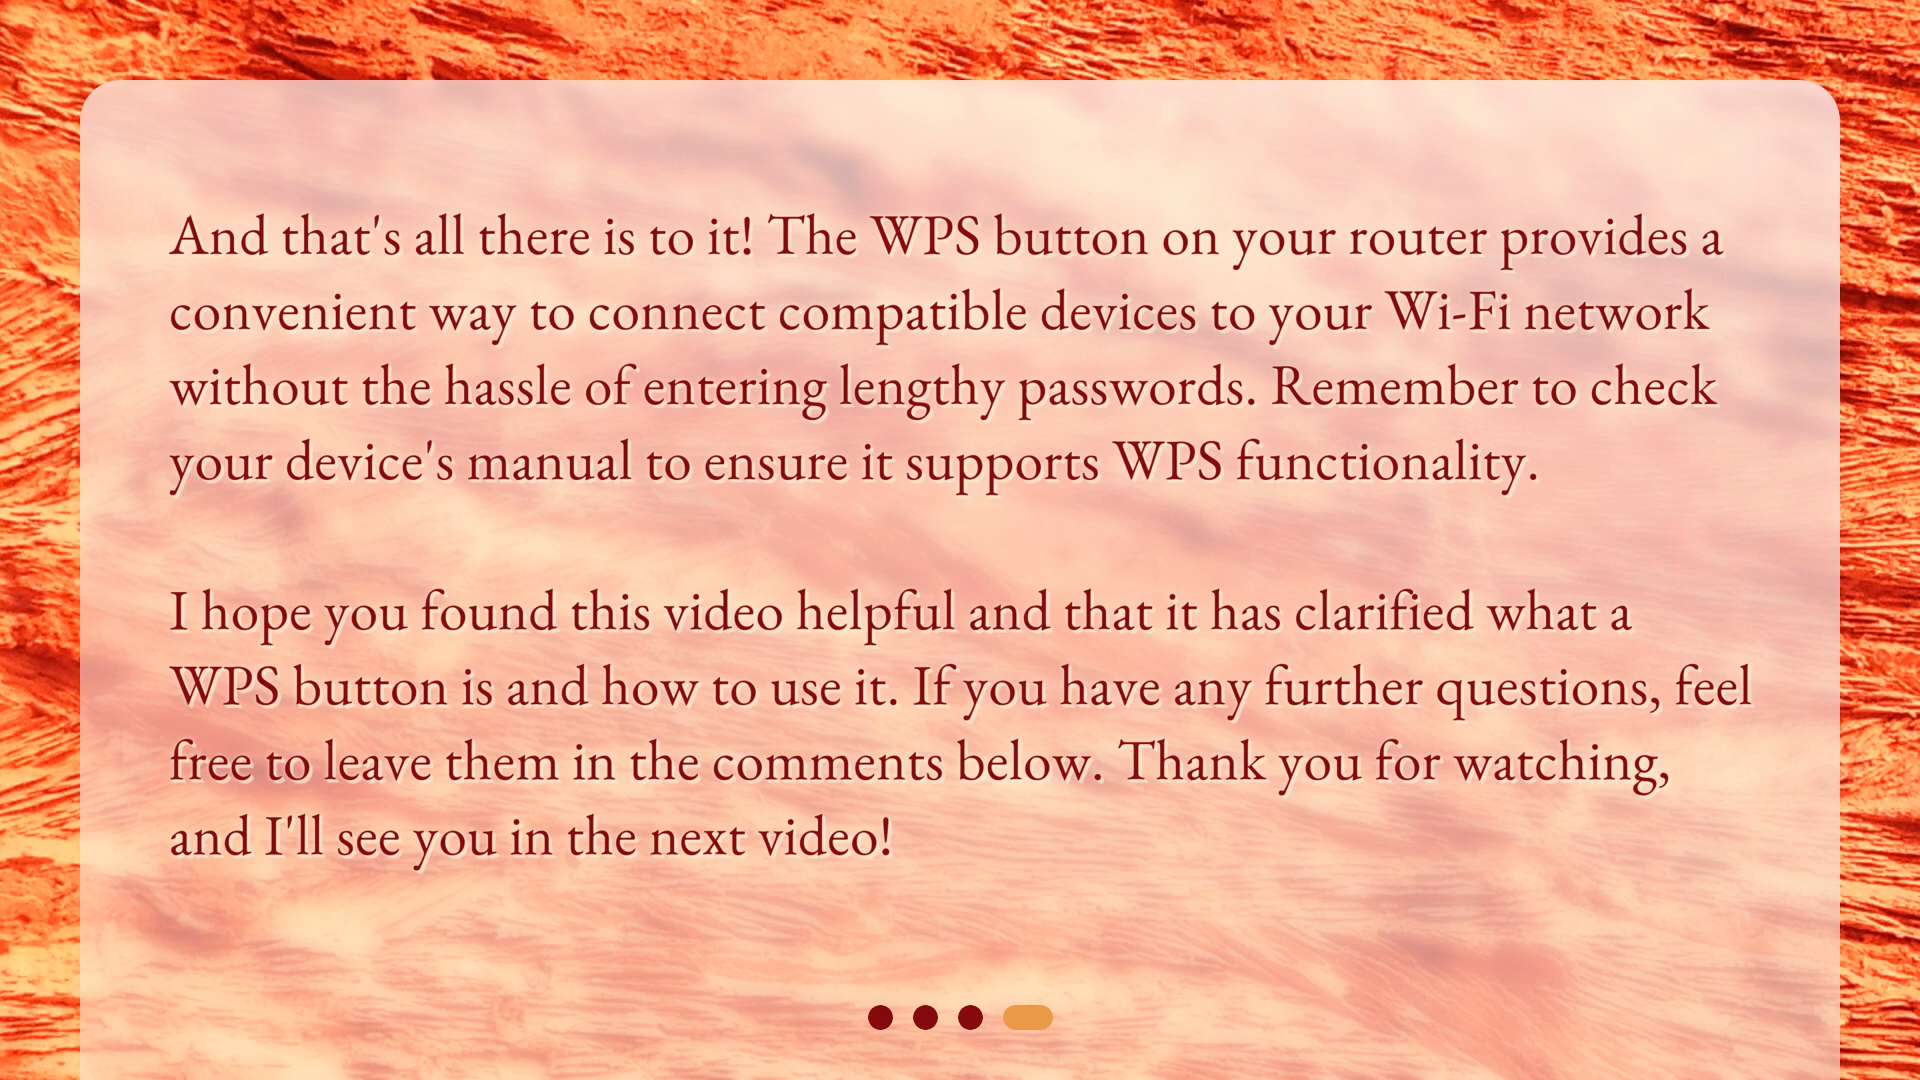 And that's all there is to it! The WPS button on your router provides a
convenient way to connect compatible devices to your Wi-Fi network
without the hassle of entering lengthy passwords. Remember to check
your device's manual to ensure it supports WPS functionality.
I hope you found this video helpful and that it has clarified what a
WPS button is and how to use it. If you have any further questions, feel
free to leave them in the comments below. Thank you for watching,
and I'll see you in the next video!